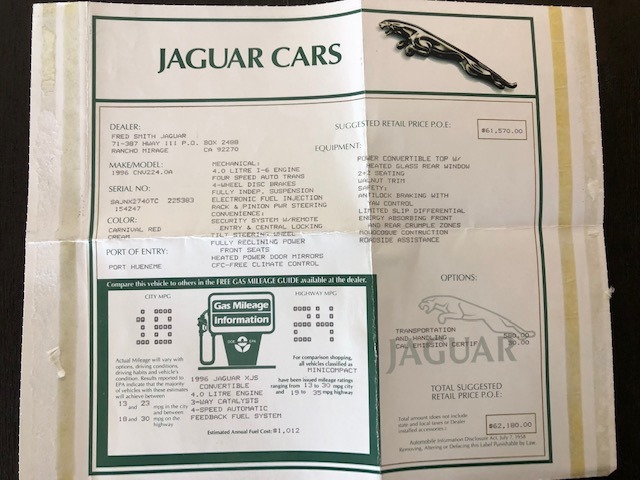 JAGUAR CARS
DEALER:
FRED SMITH JAGUAR
71-387 HWAY 111 P.O. BOX 2488
RANCHO MIRAGE CA 92270
SUGGESTED RETAIL PRICE P.O.E:
$61,570.00
MAKE/MODEL:
1996 CNV224.0A
SERIAL NO:
SAJNX2740TC 225383
154247
COLOR:
CARNIVAL RED
CREAM
PORT OF ENTRY:
PORT HUENEME
MECHANICAL:
4.0 LITRE I-6 ENGINE
FOUR SPEED AUTO TRANS
4-WHEEL DISC BRAKES
FULLY INDEP. SUSPENSION
ELECTRONIC FUEL INJECTION
RACK & PINION PWR STEERING
CONVENIENCE:
SECURITY SYSTEM W/REMOTE
ENTRY & CENTRAL LOCKING
TILT STEERING WHEEL
FULLY RECLINING POWER
FRONT SEATS
HEATED POWER DOOR MIRRORS
CFC-FREE CLIMATE CONTROL
EQUIPMENT:
POWER CONVERTIBLE TOP W/
HEATED GLASS REAR WINDOW
2+2 SEATING
WALNUT TRIM
SAFETY:
ANTILOCK BRAKING WITH
YAW CONTROL
LIMITED SLIP DIFFERENTIAL
ENERGY ABSORBING FRONT
AND REAR CRUMPLE ZONES
MONOCOQUE CONTRUCTION
ROADSIDE ASSISTANCE
Compare this vehicle to others in the FREE GAS MILEAGE GUIDE available at the dealer.
CITY MPG
Gas Mileage
Information
DOE EPA
HIGHWAY MPG
Actual Mileage will vary with
options, driving conditions,
driving habits and vehicle's
condition. Results reported to
EPA indicate that the majority
of vehicles with these estimates
will achieve between
13 and 23 mpg in the city
and between
18 and 30 mpg on the
highway
1996 JAGUAR XJS
CONVERTIBLE
4.0 LITRE ENGINE
3-WAY CATALYSTS
4-SPEED AUTOMATIC
FEEDBACK FUEL SYSTEM
Estimated Annual Fuel Cost: $1,012
For comparison shopping,
all vehicles classified as
MINICOMPACT
have been issued mileage ratings
ranging from 13 to 30 mpg city
and 19 to 35 mpg highway
OPTIONS:
TRANSPORTATION
AND HANDLING 580.00
CAL EMISSION CERTIF 30.00
JAGUAR
TOTAL SUGGESTED
RETAIL PRICE P.O.E:
Total amount does not include
state and local taxes or Dealer
installed accessories.)
$62,180.00
Automobile Information Disclosure Act, July 7, 1958
Removing, Altering or Defacing this Label Punishable by Law.